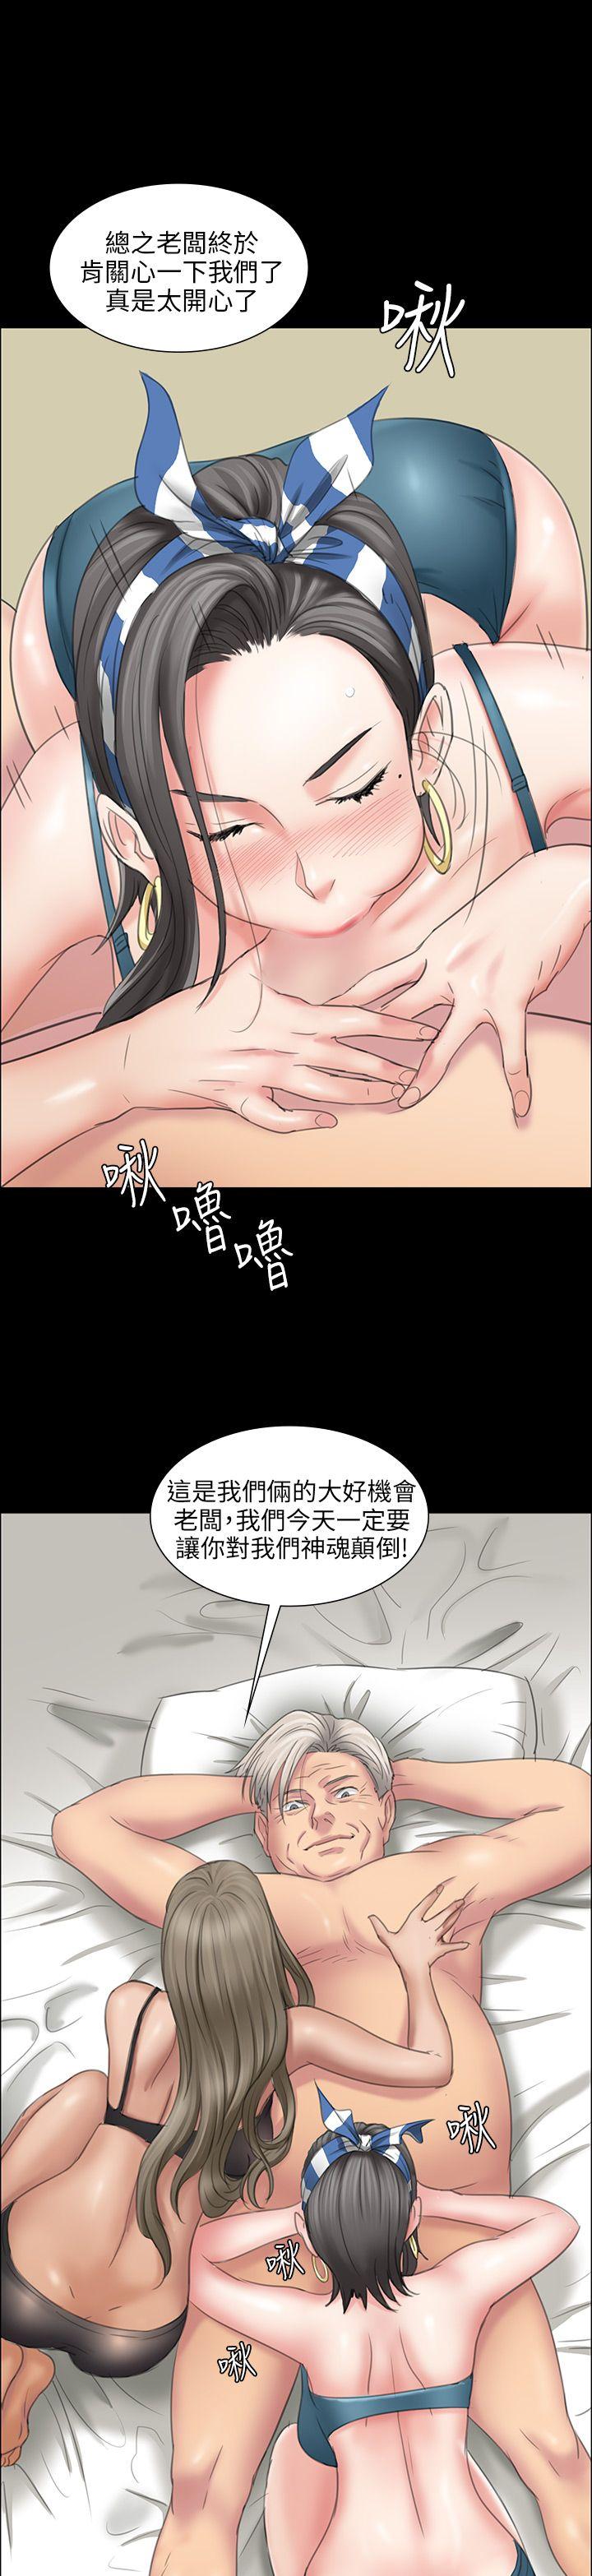 總之老闆終於
肯關心一下我們了
真是太開心了
啾
啾
嚕
嚕
這是我們倆的大好機會
老闆,我們今天一定要
讓你對我們神魂顛倒!
啾
啾
啾